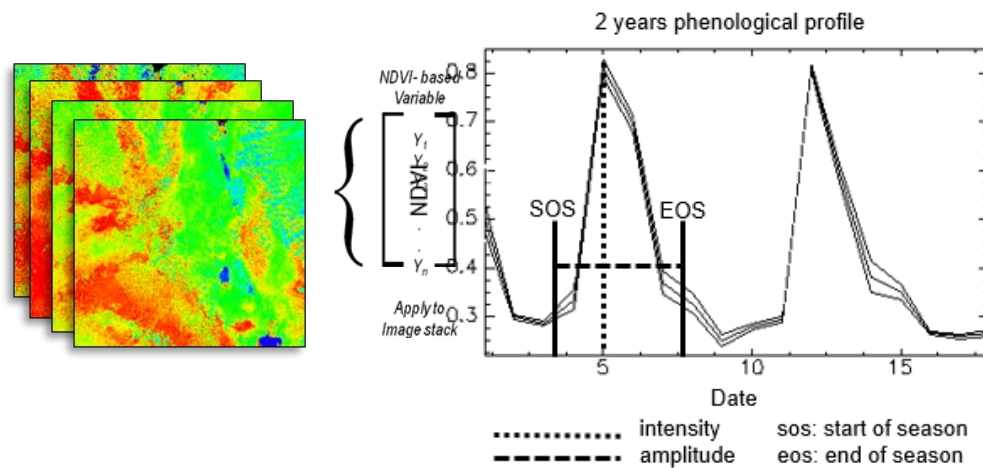 2 years phenological profile
NDVI- based
Variable
0.8
0.7
0.6
0.5
0.4
0.3
NDVI
Y1
.
.
Yn
Apply to
Image stack
SOS
EOS
5
10
15
Date
intensity
sos: start of season
amplitude
eos: end of season